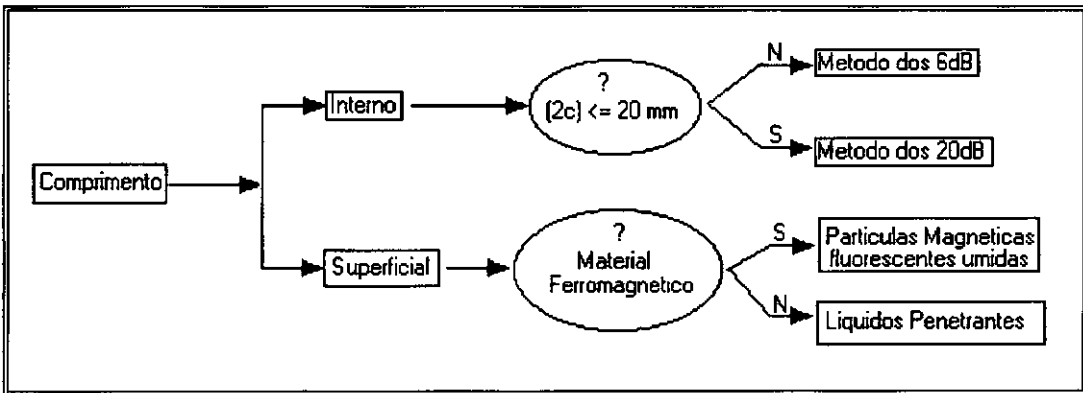 Comprimento
Interno
?
(2c) <= 20 mm
N
Metodo dos 6dB
S
Metodo dos 20dB
Superficial
?
Material
Ferromagnetico
S
Particulas Magneticas
fluorescentes umidas
N
Liquidos Penetrantes